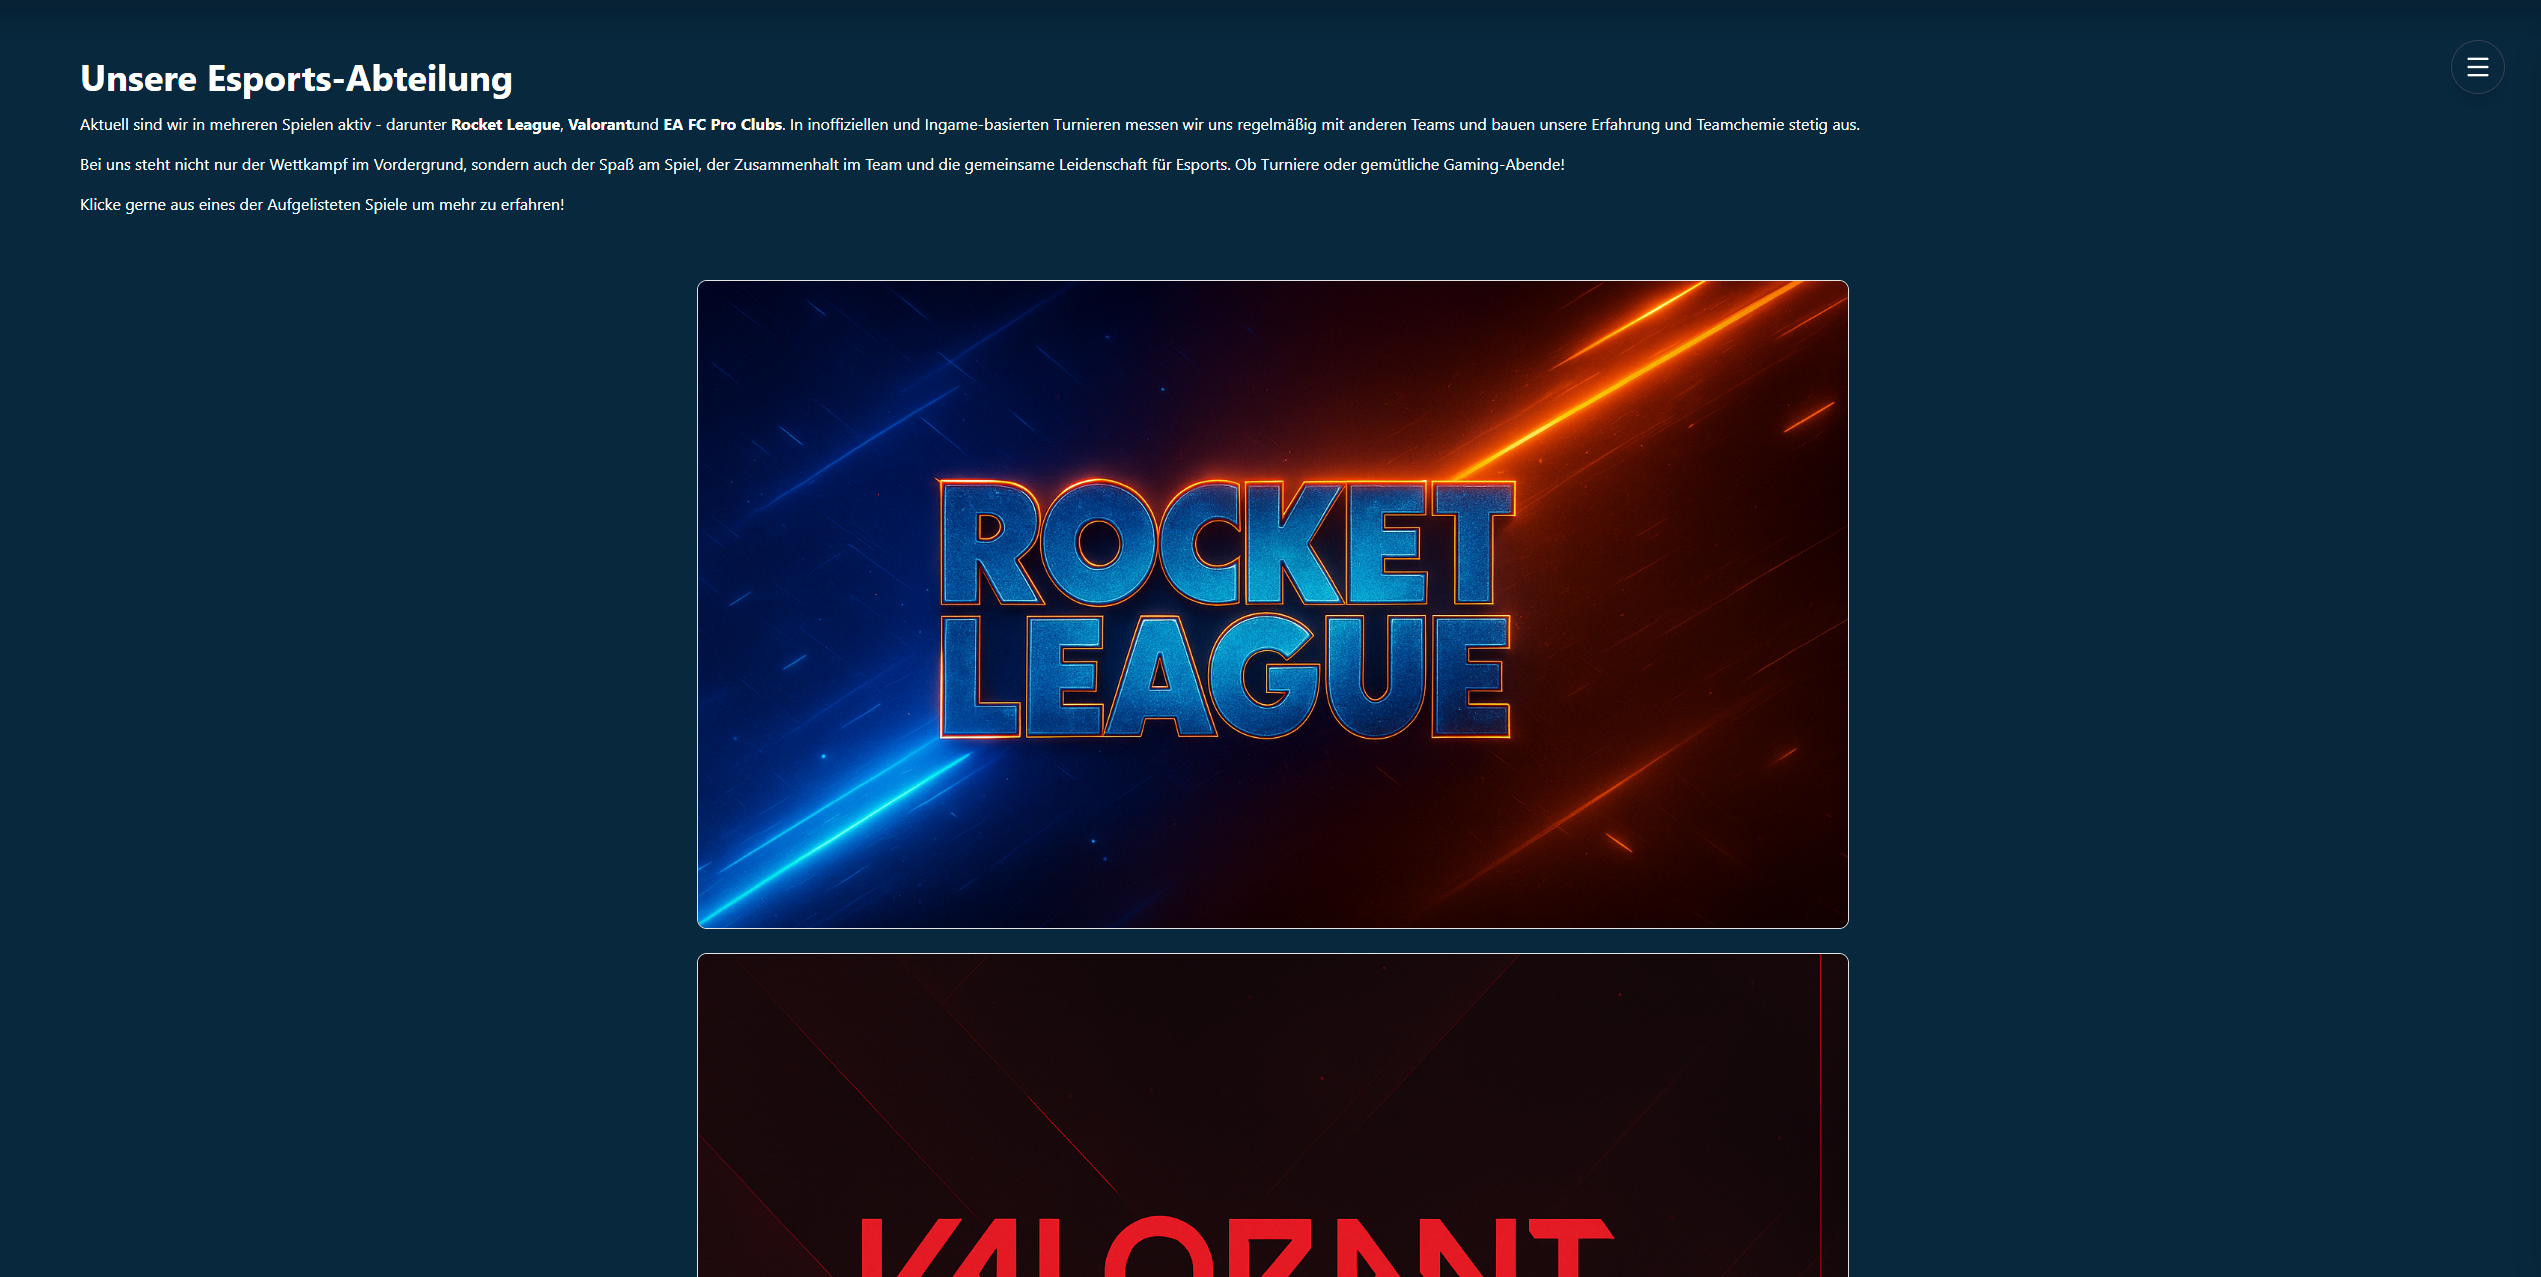 Unsere Esports-Abteilung
Aktuell sind wir in mehreren Spielen aktiv - darunter Rocket League, Valorantund EA FC Pro Clubs. In inoffiziellen und Ingame-basierten Turnieren messen wir uns regelmäßig mit anderen Teams und bauen unsere Erfahrung und Teamchemie stetig aus.
Bei uns steht nicht nur der Wettkampf im Vordergrund, sondern auch der Spaß am Spiel, der Zusammenhalt im Team und die gemeinsame Leidenschaft für Esports. Ob Turniere oder gemütliche Gaming-Abende!
Klicke gerne aus eines der Aufgelisteten Spiele um mehr zu erfahren!
ROCKET
LEAGUE
VALORANT